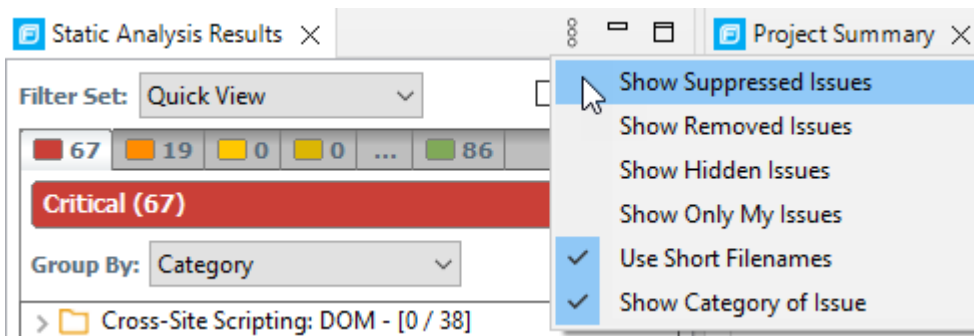 Static Analysis Results
Project Summary
Filter Set: Quick View
67 19 0 0 ... 86
Critical (67)
Group By: Category
Cross-Site Scripting: DOM - [0 / 38]
Show Suppressed Issues
Show Removed Issues
Show Hidden Issues
Show Only My Issues
Use Short Filenames
Show Category of Issue